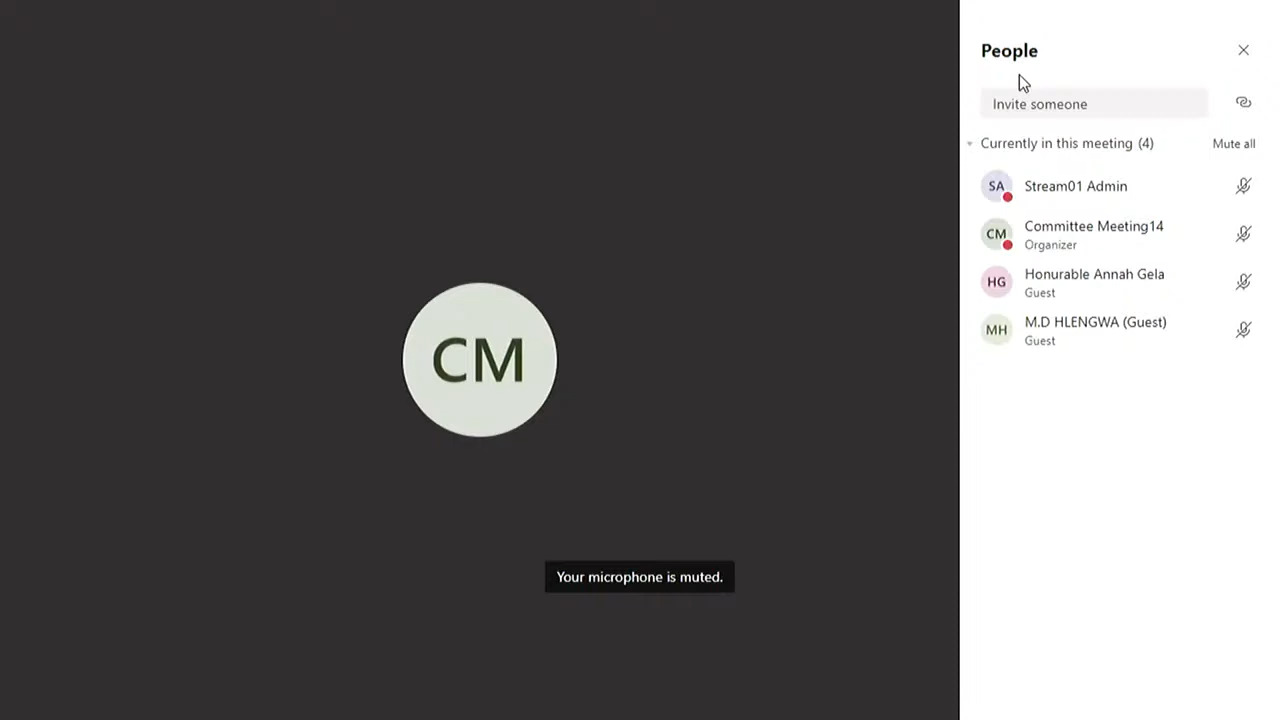 People
Invite someone
Currently in this meeting (4) Mute all
SA Stream01 Admin
CM Committee Meeting14
Organizer
HG Honurable Annah Gela
Guest
MH M.D HLENGWA (Guest)
Guest
CM
Your microphone is muted.